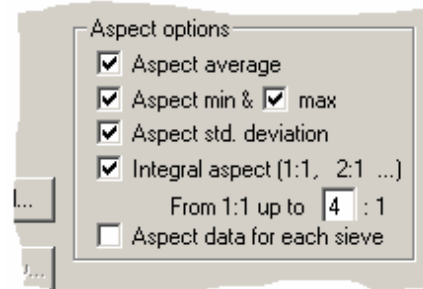 Aspect options
Aspect average
Aspect min & max
Aspect std. deviation
Integral aspect (1:1, 2:1 ...)
From 1:1 up to 4 : 1
Aspect data for each sieve